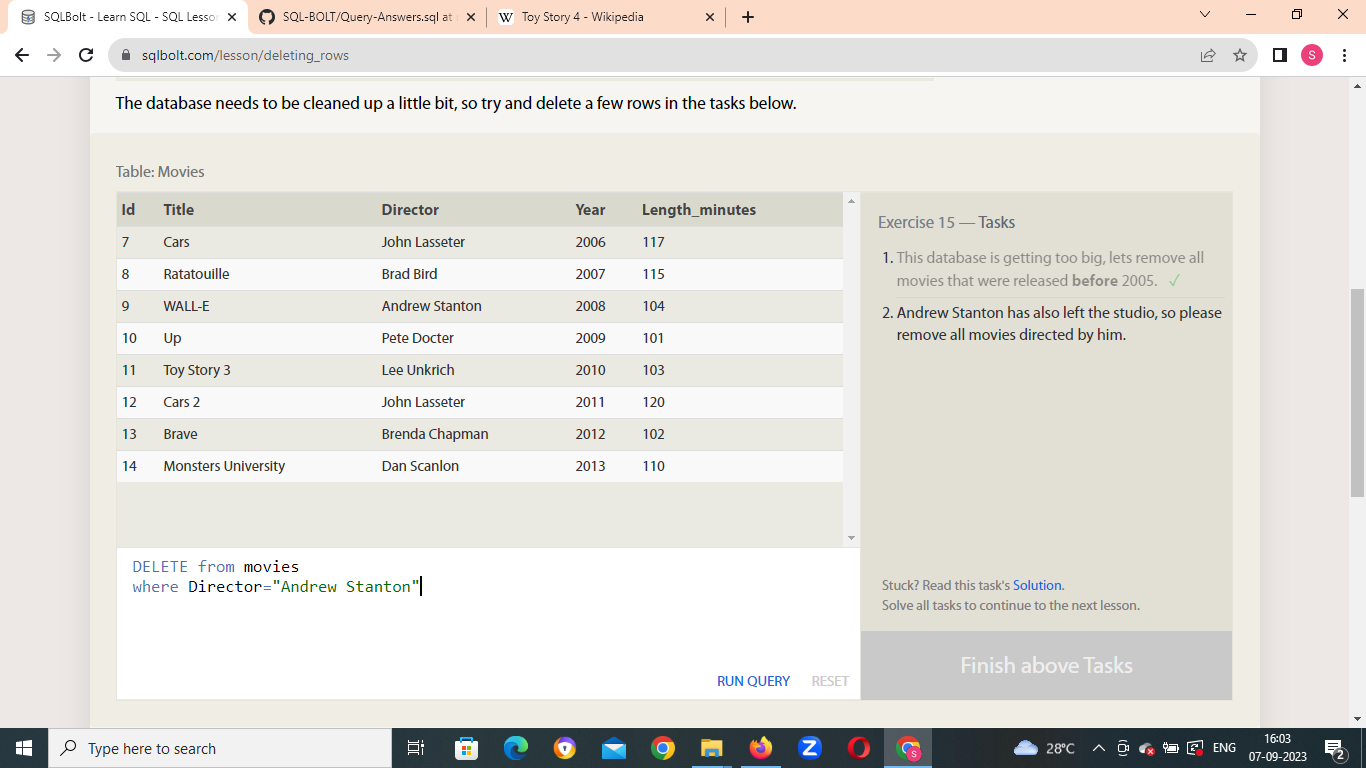 SQLBolt - Learn SQL - SQL Lesson
SQL-BOLT/Query-Answers.sql at
Toy Story 4 - Wikipedia
sqlbolt.com/lesson/deleting_rows
S
The database needs to be cleaned up a little bit, so try and delete a few rows in the tasks below.
Table: Movies
Id Title Director Year Length_minutes
7 Cars John Lasseter 2006 117
8 Ratatouille Brad Bird 2007 115
9 WALL-E Andrew Stanton 2008 104
10 Up Pete Docter 2009 101
11 Toy Story 3 Lee Unkrich 2010 103
12 Cars 2 John Lasseter 2011 120
13 Brave Brenda Chapman 2012 102
14 Monsters University Dan Scanlon 2013 110
DELETE from movies
where Director="Andrew Stanton"
RUN QUERY RESET
Exercise 15 — Tasks
1. This database is getting too big, lets remove all
movies that were released before 2005. ✓
2. Andrew Stanton has also left the studio, so please
remove all movies directed by him.
Stuck? Read this task's Solution.
Solve all tasks to continue to the next lesson.
Finish above Tasks
Type here to search
28°C
ENG
16:03
07-09-2023
2